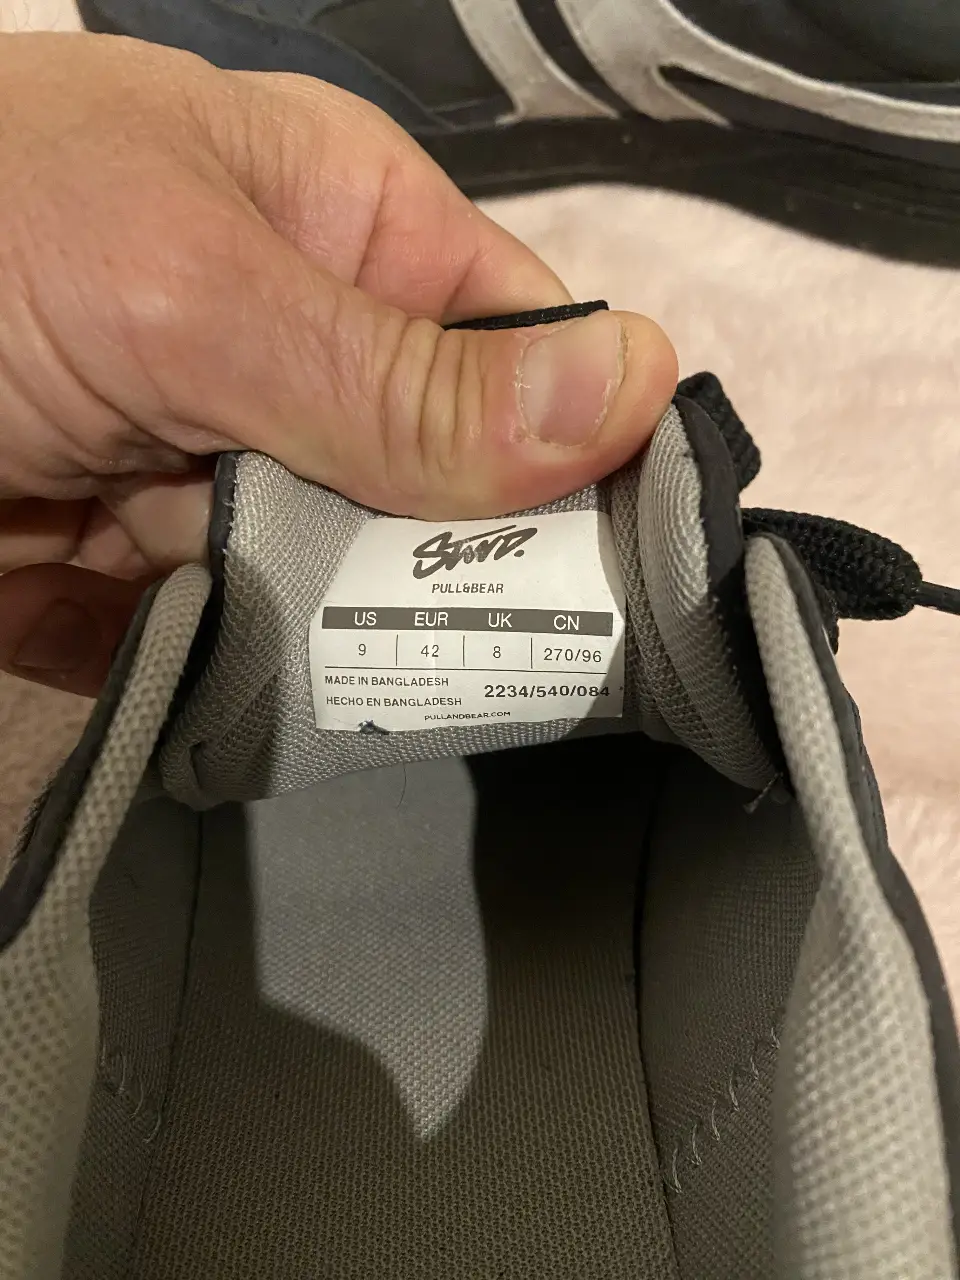 STWD.
PULL&BEAR
US EUR UK CN
9 42 8 270/96
MADE IN BANGLADESH
HECHO EN BANGLADESH
2234/540/084
PULLANDBEAR.COM